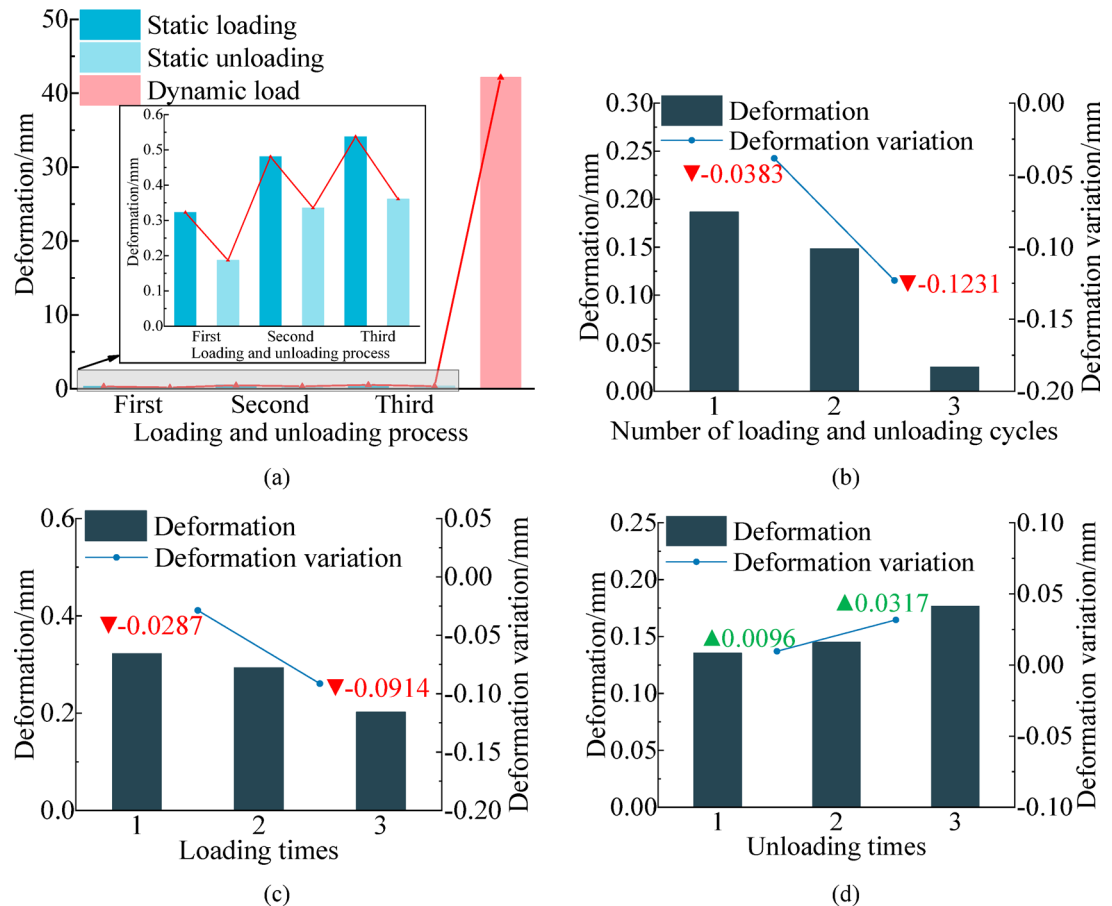 50
40
30
20
10
0
Deformation/mm
Static loading
Static unloading
Dynamic load
0.6
0.5
0.4
0.3
0.2
0.1
0.0
Deformation/mm
First Second Third
Loading and unloading process
First Second Third
Loading and unloading process
(a)
0.30
0.25
0.20
0.15
0.10
0.05
0.00
Deformation/mm
Deformation
Deformation variation
▼-0.0383
▼-0.1231
0.00
-0.05
-0.10
-0.15
-0.20
Deformation variation/mm
1 2 3
Number of loading and unloading cycles
(b)
0.6
0.4
0.2
0.0
Deformation/mm
Deformation
Deformation variation
▼-0.0287
▼-0.0914
0.05
0.00
-0.05
-0.10
-0.15
-0.20
Deformation variation/mm
1 2 3
Loading times
(c)
0.25
0.20
0.15
0.10
0.05
0.00
Deformation/mm
Deformation
Deformation variation
▲0.0317
▲0.0096
0.10
0.05
0.00
-0.05
-0.10
Deformation variation/mm
1 2 3
Unloading times
(d)